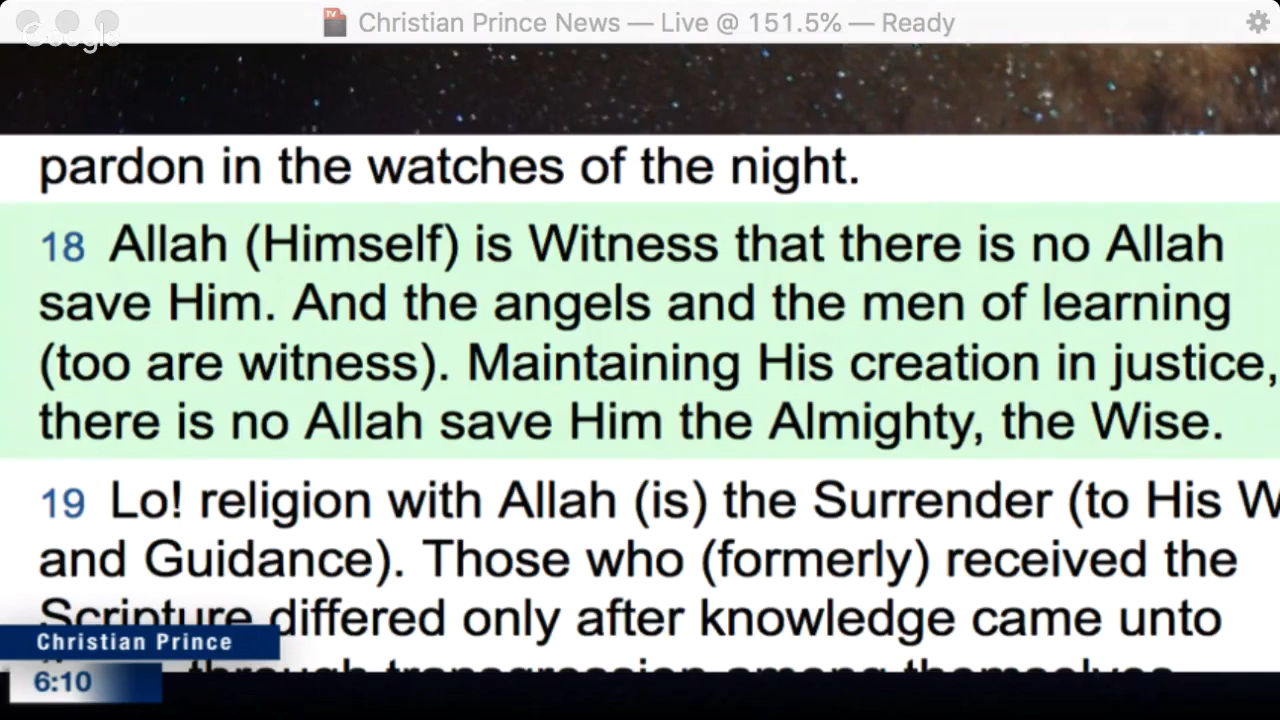 Christian Prince News — Live @ 151.5% — Ready
Google
pardon in the watches of the night.
18 Allah (Himself) is Witness that there is no Allah
save Him. And the angels and the men of learning
(too are witness). Maintaining His creation in justice,
there is no Allah save Him the Almighty, the Wise.
19 Lo! religion with Allah (is) the Surrender (to His W
and Guidance). Those who (formerly) received the
Scripture differed only after knowledge came unto
through transgression among themselves
Christian Prince
6:10